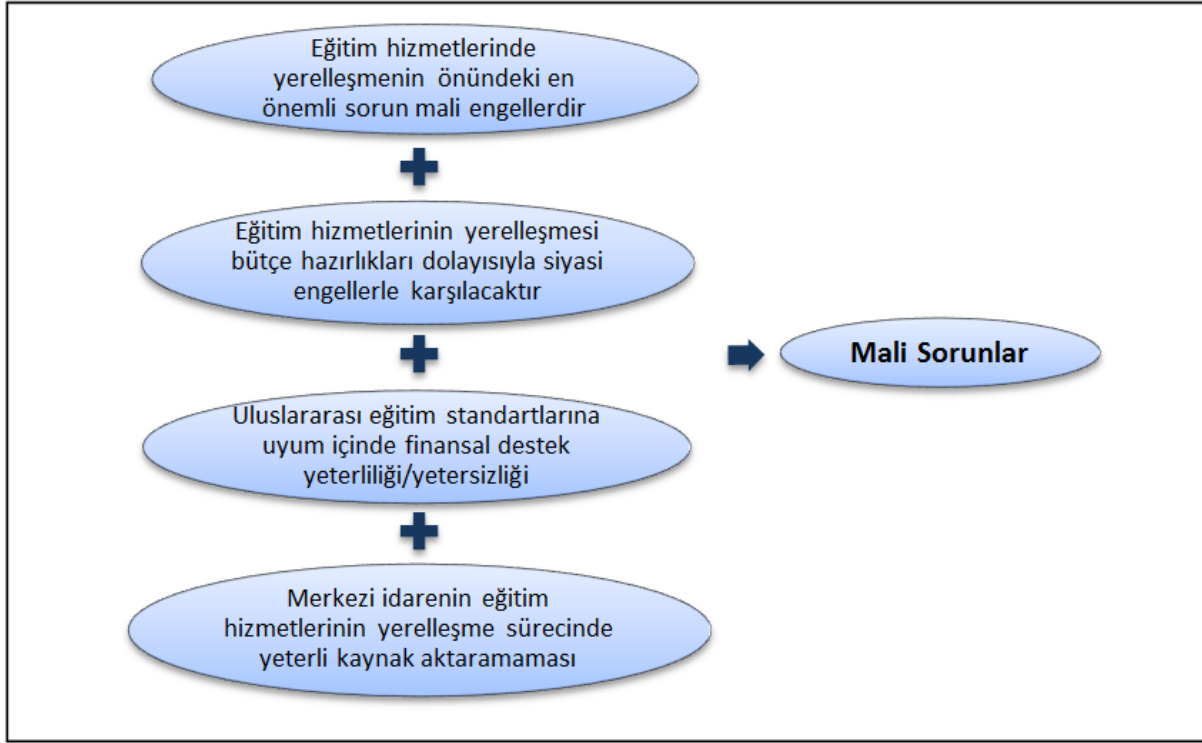 Eğitim hizmetlerinde
yerelleşmenin önündeki en
önemli sorun mali engellerdir
Eğitim hizmetlerinin yerelleşmesi
bütçe hazırlıkları dolayısıyla siyasi
engellerle karşılacaktır
Uluslararası eğitim standartlarına
uyum içinde finansal destek
yeterliliği/yetersizliği
Merkezi idarenin eğitim
hizmetlerinin yerelleşme sürecinde
yeterli kaynak aktaramaması
Mali Sorunlar